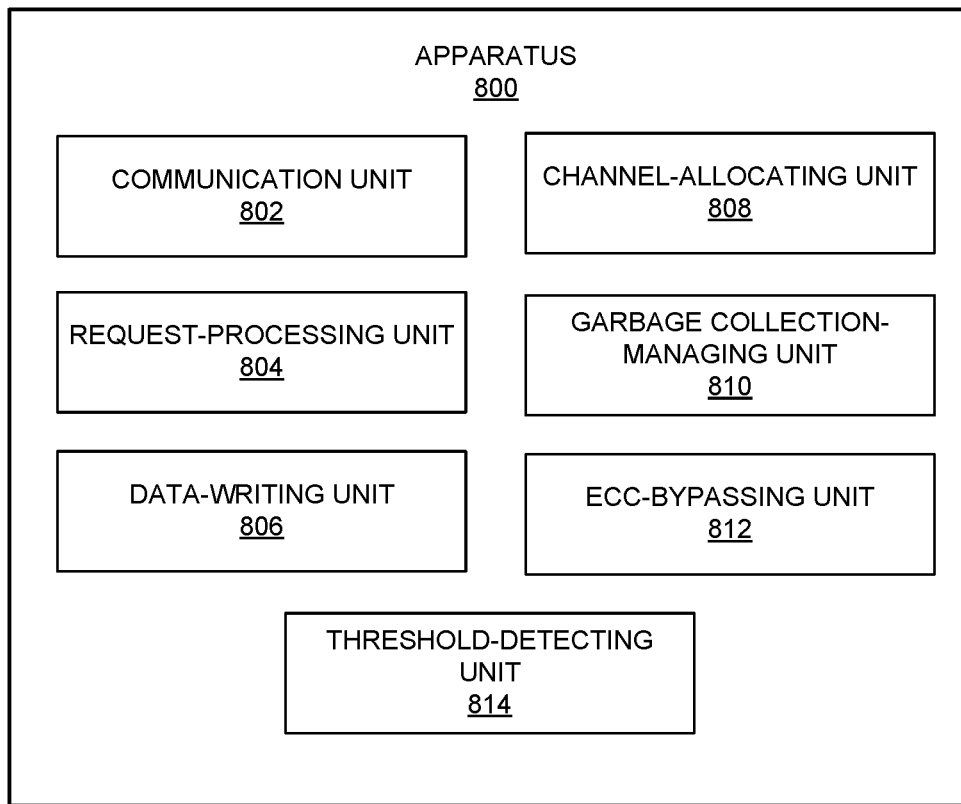 APPARATUS
800
COMMUNICATION UNIT
802
CHANNEL-ALLOCATING UNIT
808
REQUEST-PROCESSING UNIT
804
GARBAGE COLLECTION-
MANAGING UNIT
810
DATA-WRITING UNIT
806
ECC-BYPASSING UNIT
812
THRESHOLD-DETECTING
UNIT
814